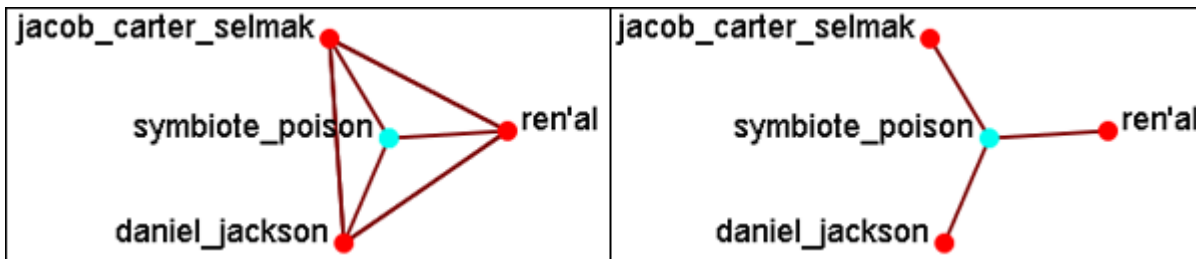 jacob_carter_selmak
symbiote_poison
ren'al
daniel_jackson
jacob_carter_selmak
symbiote_poison
ren'al
daniel_jackson